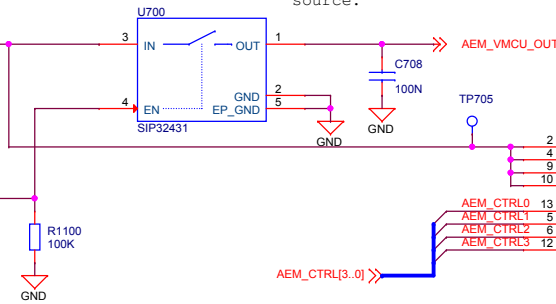 source.
U700
3
IN
OUT
1
AEM_VMCU_OUT
C708
100N
GND
2
4
EN
EP_GND
5
SIP32431
GND
GND
TP705
2
4
9
10
AEM_CTRL0 13
AEM_CTRL1 5
AEM_CTRL2 6
AEM_CTRL3 12
R1100
100K
AEM_CTRL[3..0]
GND